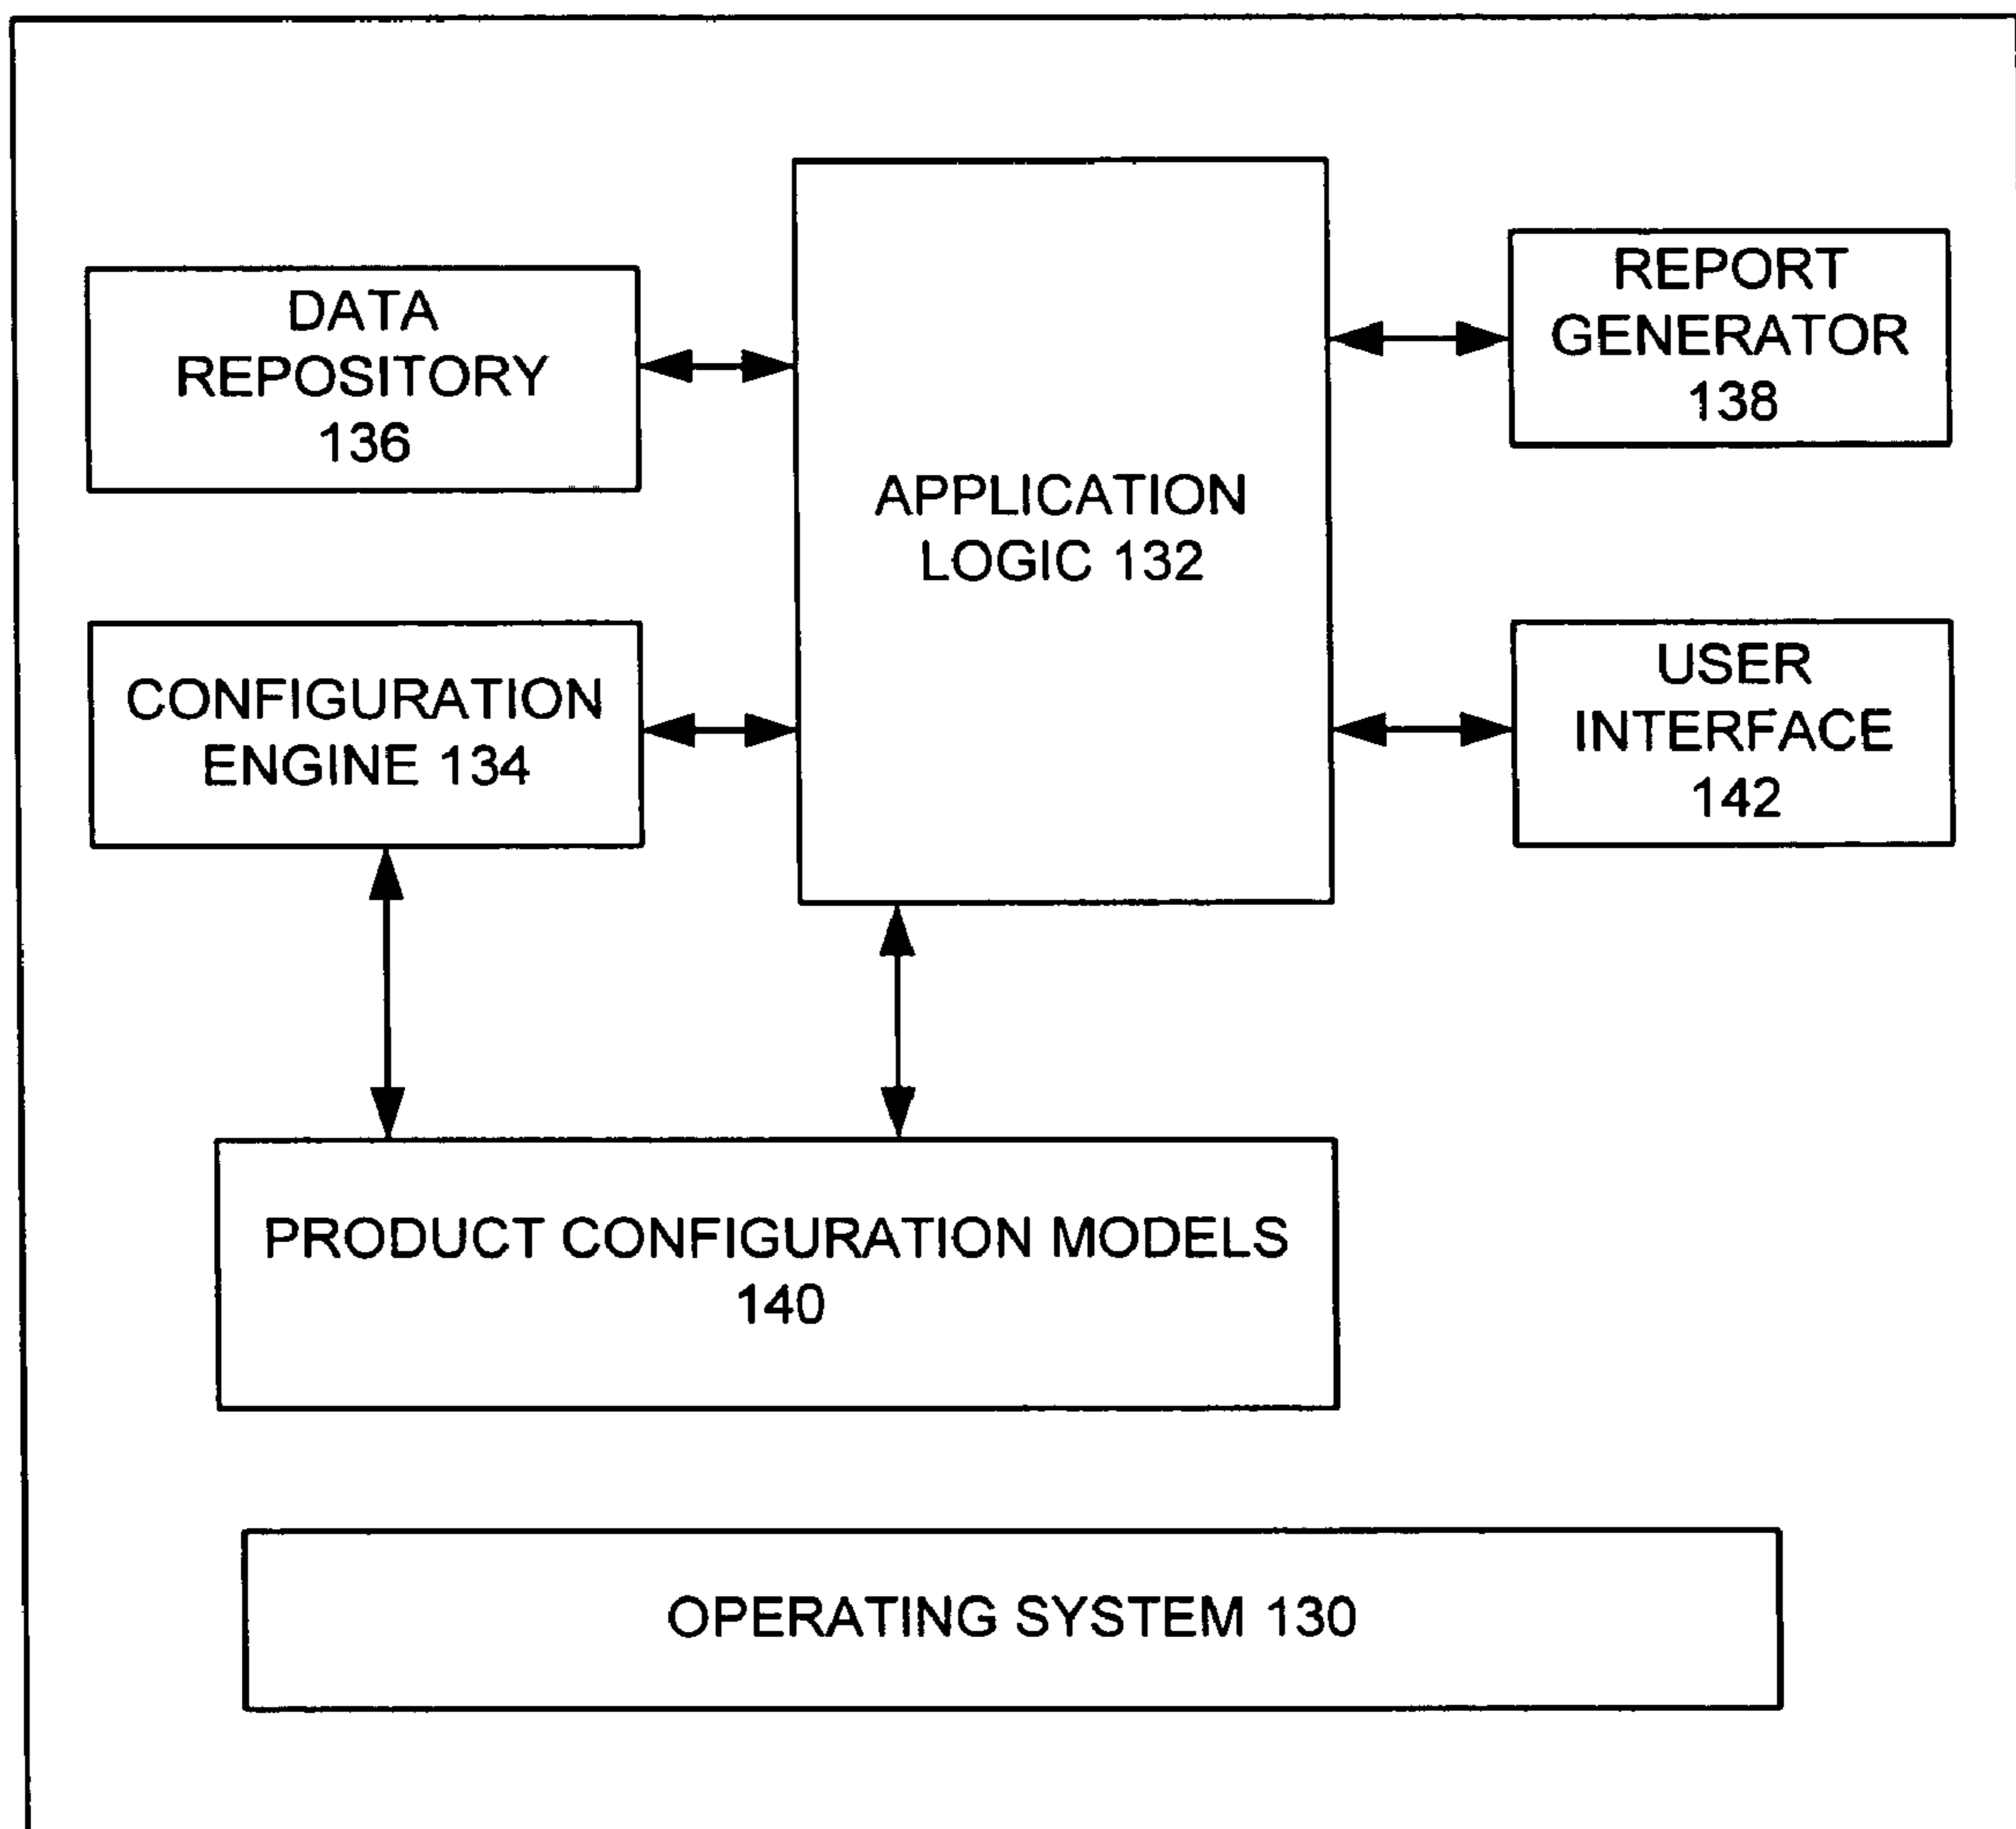 DATA
REPOSITORY
136
APPLICATION
LOGIC 132
REPORT
GENERATOR
138
CONFIGURATION
ENGINE 134
USER
INTERFACE
142
PRODUCT CONFIGURATION MODELS
140
OPERATING SYSTEM 130